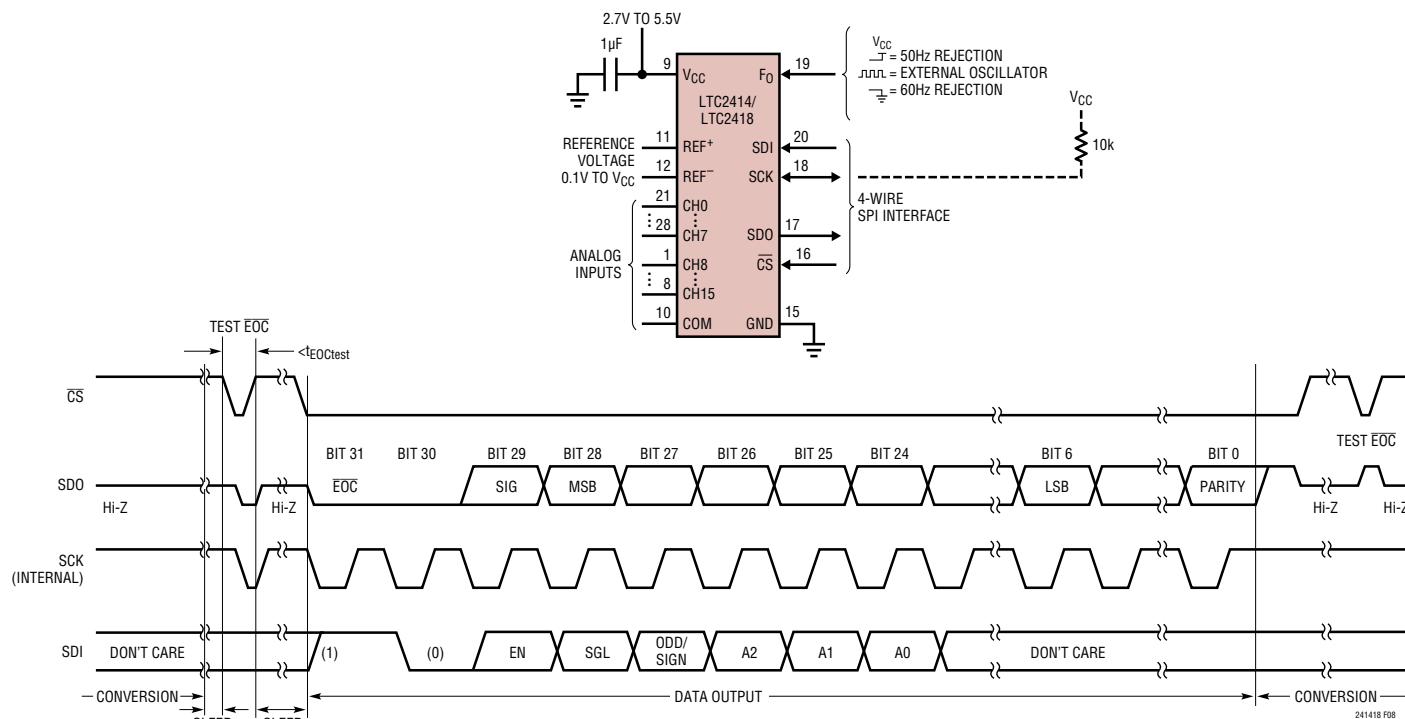 2.7V TO 5.5V
1µF
9
VCC
FO
19
VCC
= 50Hz REJECTION
= EXTERNAL OSCILLATOR
= 60Hz REJECTION
LTC2414/
LTC2418
VCC
10k
REFERENCE
VOLTAGE
0.1V TO VCC
11
REF+
12
REF–
SDI
20
SCK
18
4-WIRE
SPI INTERFACE
ANALOG
INPUTS
21
CH0
28
CH7
1
CH8
8
CH15
10
COM
SDO
17
CS
16
GND
15
TEST EOC
<tEOCtest
CS
BIT 31
BIT 30
BIT 29
BIT 28
BIT 27
BIT 26
BIT 25
BIT 24
BIT 6
BIT 0
TEST EOC
SDO
EOC
SIG
MSB
LSB
PARITY
Hi-Z
Hi-Z
Hi-Z
Hi-Z
SCK
(INTERNAL)
SDI
DON'T CARE
(1)
(0)
EN
SGL
ODD/
SIGN
A2
A1
A0
DON'T CARE
CONVERSION
DATA OUTPUT
CONVERSION
SLEEP
SLEEP
241418 F08